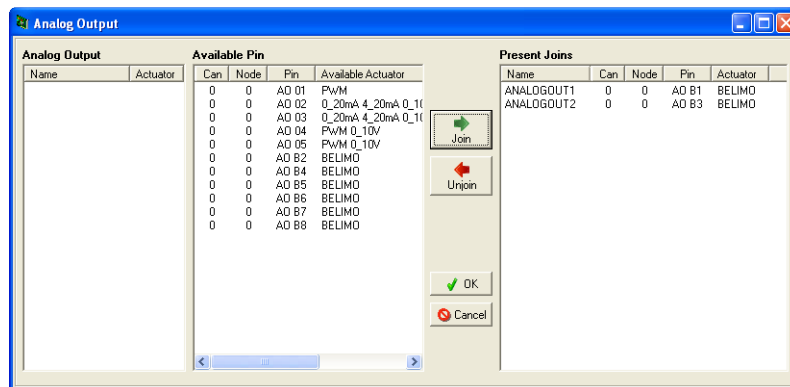 Analog Output
Analog Output Available Pin Present Joins
Name Actuator Can Node Pin Available Actuator Name Can Node Pin Actuator
0 0 AO 01 PWM ANALOGOUT1 0 0 AO B1 BELIMO
0 0 AO 02 0_20mA 4_20mA 0_10 ANALOGOUT2 0 0 AO B3 BELIMO
0 0 AO 03 0_20mA 4_20mA 0_10
0 0 AO 04 PWM 0_10V
0 0 AO 05 PWM 0_10V
0 0 AO B2 BELIMO
0 0 AO B4 BELIMO
0 0 AO B5 BELIMO
0 0 AO B6 BELIMO
0 0 AO B7 BELIMO
0 0 AO B8 BELIMO
Join
Unjoin
OK
Cancel